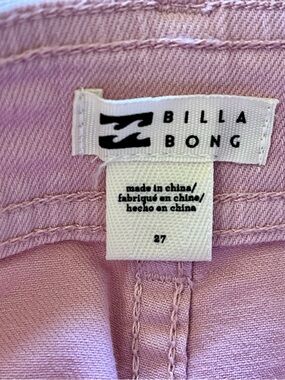 BILLA
BONG
made in china/
fabriqué en chine/
hecho en china
27